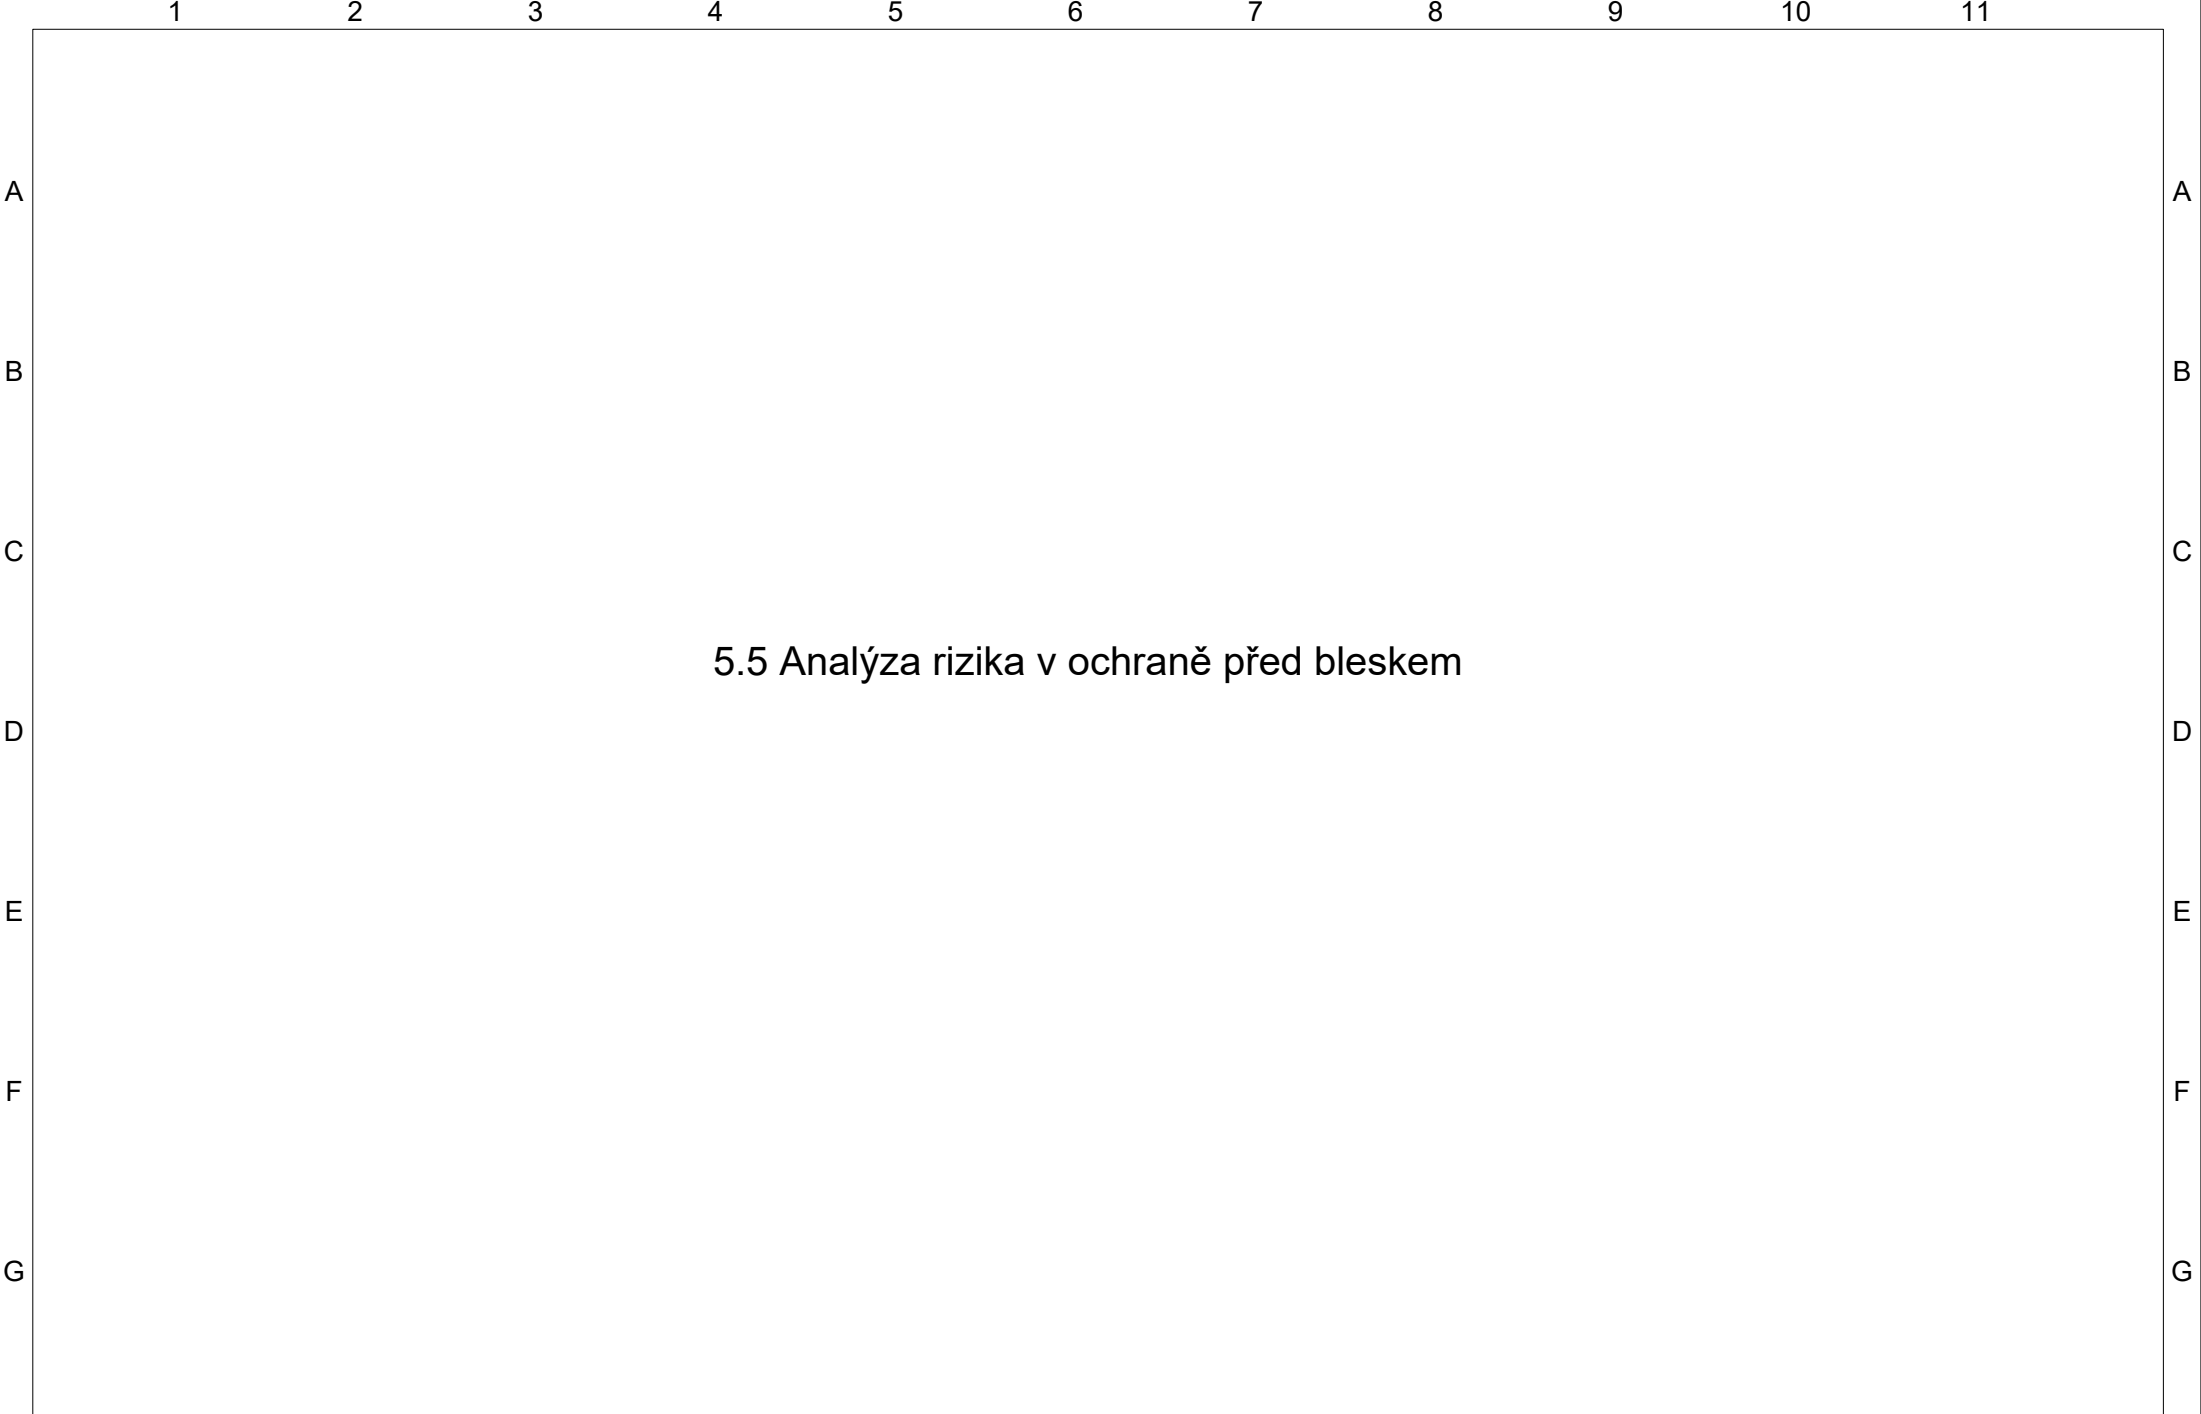 1 2 3 4 5 6 7 8 9 10 11
A A
B B
C C
5.5 Analýza rizika v ochraně před bleskem
D D
E E
F F
G G